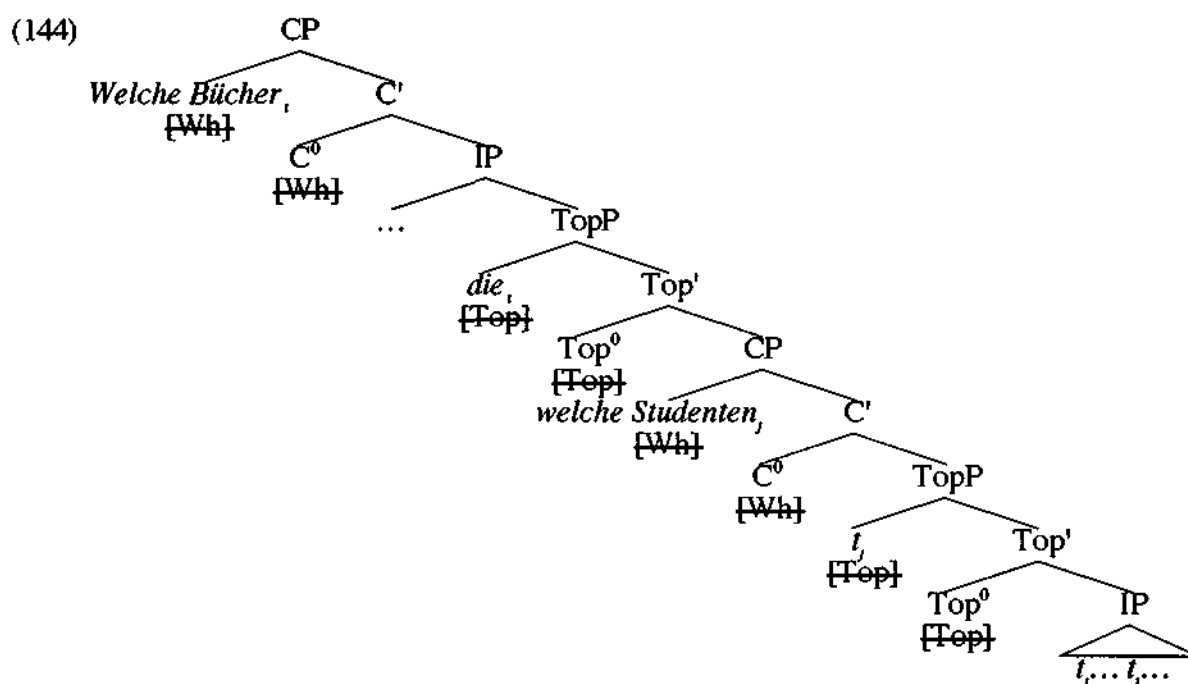 (144) CP
Welche Bücher i C'
[Wh]
C⁰ IP
[Wh]
… TopP
die i Top'
[Top]
Top⁰ CP
[Top]
welche Studenten j C'
[Wh]
C⁰ TopP
[Wh]
t j Top'
[Top]
Top⁰ IP
[Top]
t … t …